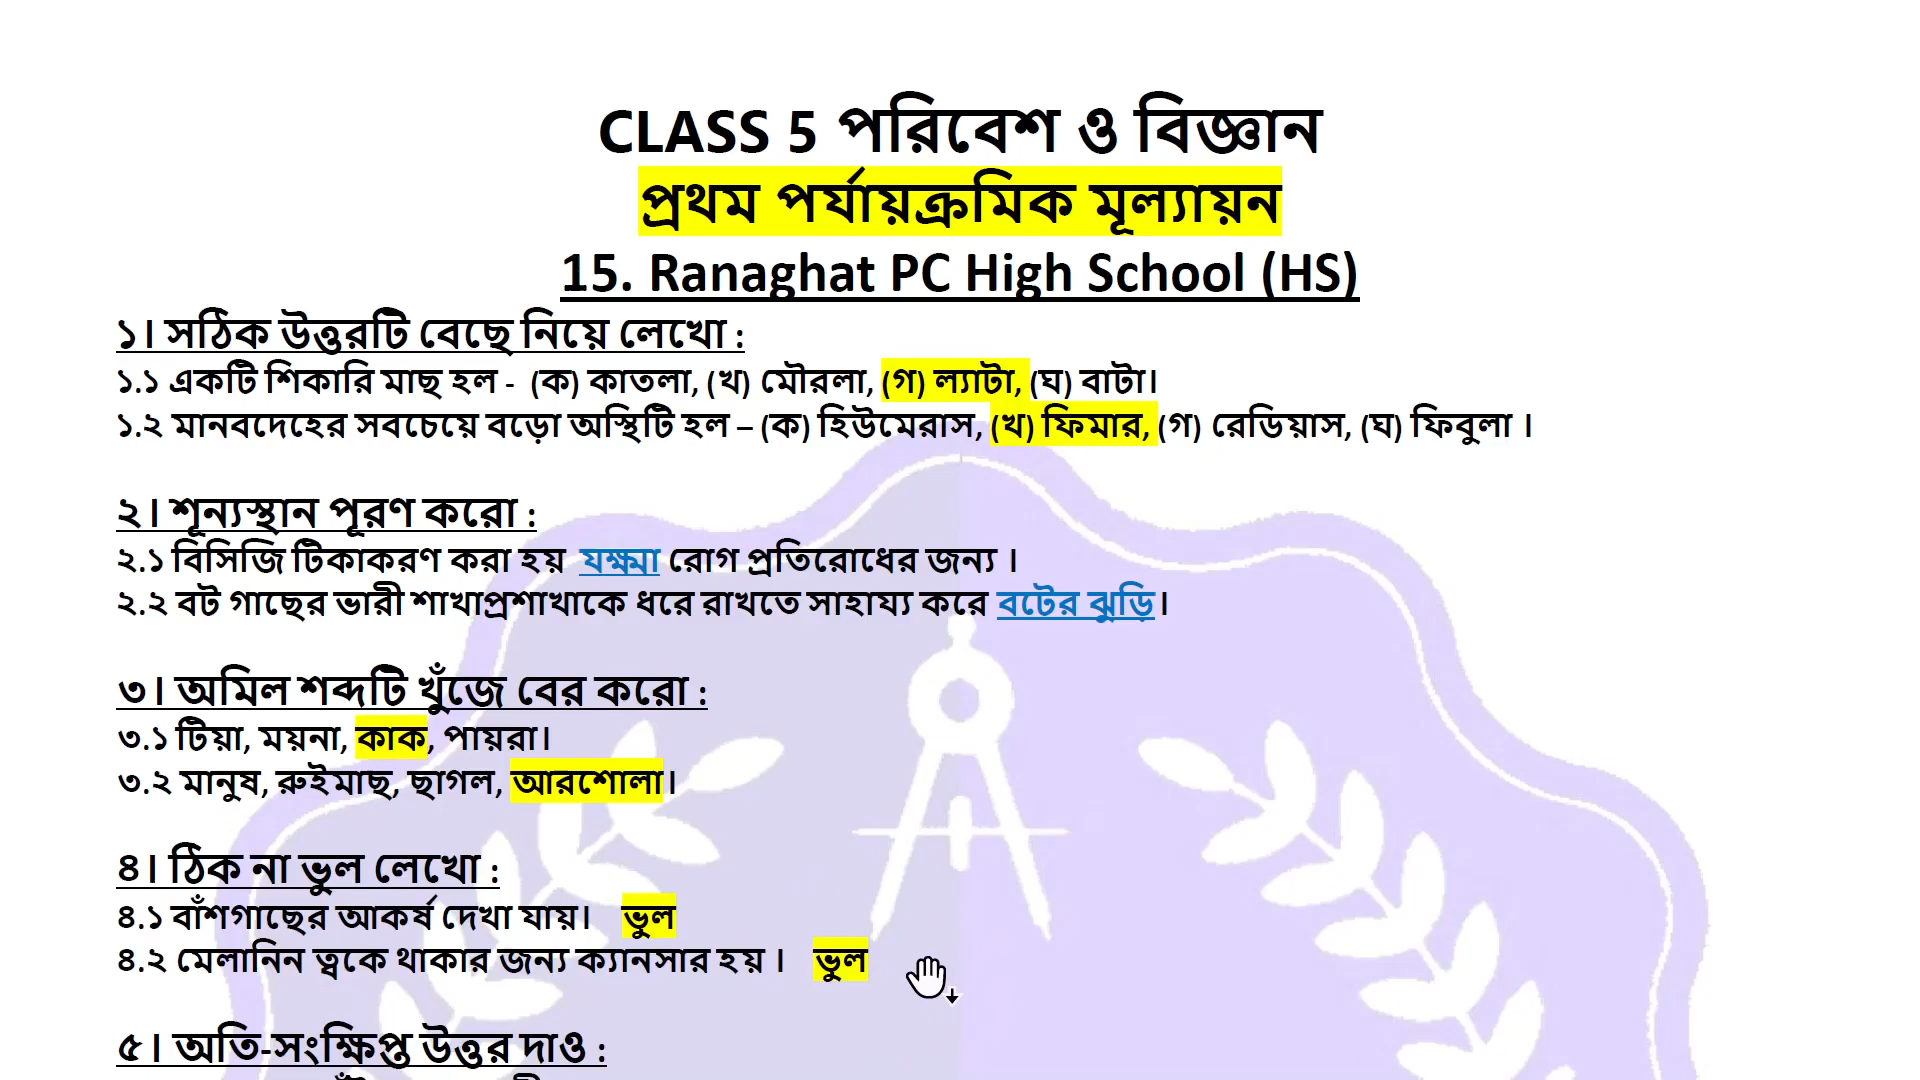 CLASS 5 পরিবেশ ও বিজ্ঞান
প্রথম পর্যায়ক্রমিক মূল্যায়ন
15. Ranaghat PC High School (HS)
১। সঠিক উত্তরটি বেছে নিয়ে লেখো :
১.১ একটি শিকারি মাছ হল - (ক) কাতলা, (খ) মৌরলা, (গ) ল্যাটা, (ঘ) বাটা।
১.২ মানবদেহের সবচেয়ে বড়ো অস্থিটি হল – (ক) হিউমেরাস, (খ) ফিমার, (গ) রেডিয়াস, (ঘ) ফিবুলা ।
২। শূন্যস্থান পূরণ করো :
২.১ বিসিজি টিকাকরণ করা হয় যক্ষ্মা রোগ প্রতিরোধের জন্য ।
২.২ বট গাছের ভারী শাখাপ্রশাখাকে ধরে রাখতে সাহায্য করে বটের ঝুড়ি।
৩। অমিল শব্দটি খুঁজে বের করো :
৩.১ টিয়া, ময়না, কাক, পায়রা।
৩.২ মানুষ, রুইমাছ, ছাগল, আরশোলা।
৪। ঠিক না ভুল লেখো :
৪.১ বাঁশগাছের আকর্ষ দেখা যায়। ভুল
৪.২ মেলানিন ত্বকে থাকার জন্য ক্যানসার হয় । ভুল
৫। অতি-সংক্ষিপ্ত উত্তর দাও :